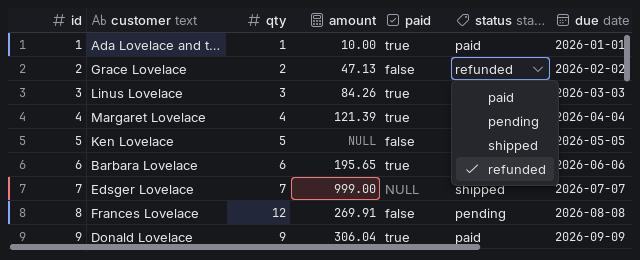 id customer text qty amount paid status sta... due date
1 1 Ada Lovelace and t... 1 10.00 true paid 2026-01-01
2 2 Grace Lovelace 2 47.13 false refunded 2026-02-02
3 3 Linus Lovelace 3 84.26 true 2026-03-03
4 4 Margaret Lovelace 4 121.39 true 2026-04-04
5 5 Ken Lovelace 5 NULL false 2026-05-05
6 6 Barbara Lovelace 6 195.65 true 2026-06-06
7 7 Edsger Lovelace 7 999.00 NULL shipped 2026-07-07
8 8 Frances Lovelace 12 269.91 false pending 2026-08-08
9 9 Donald Lovelace 9 306.04 true paid 2026-09-09
paid
pending
shipped
refunded